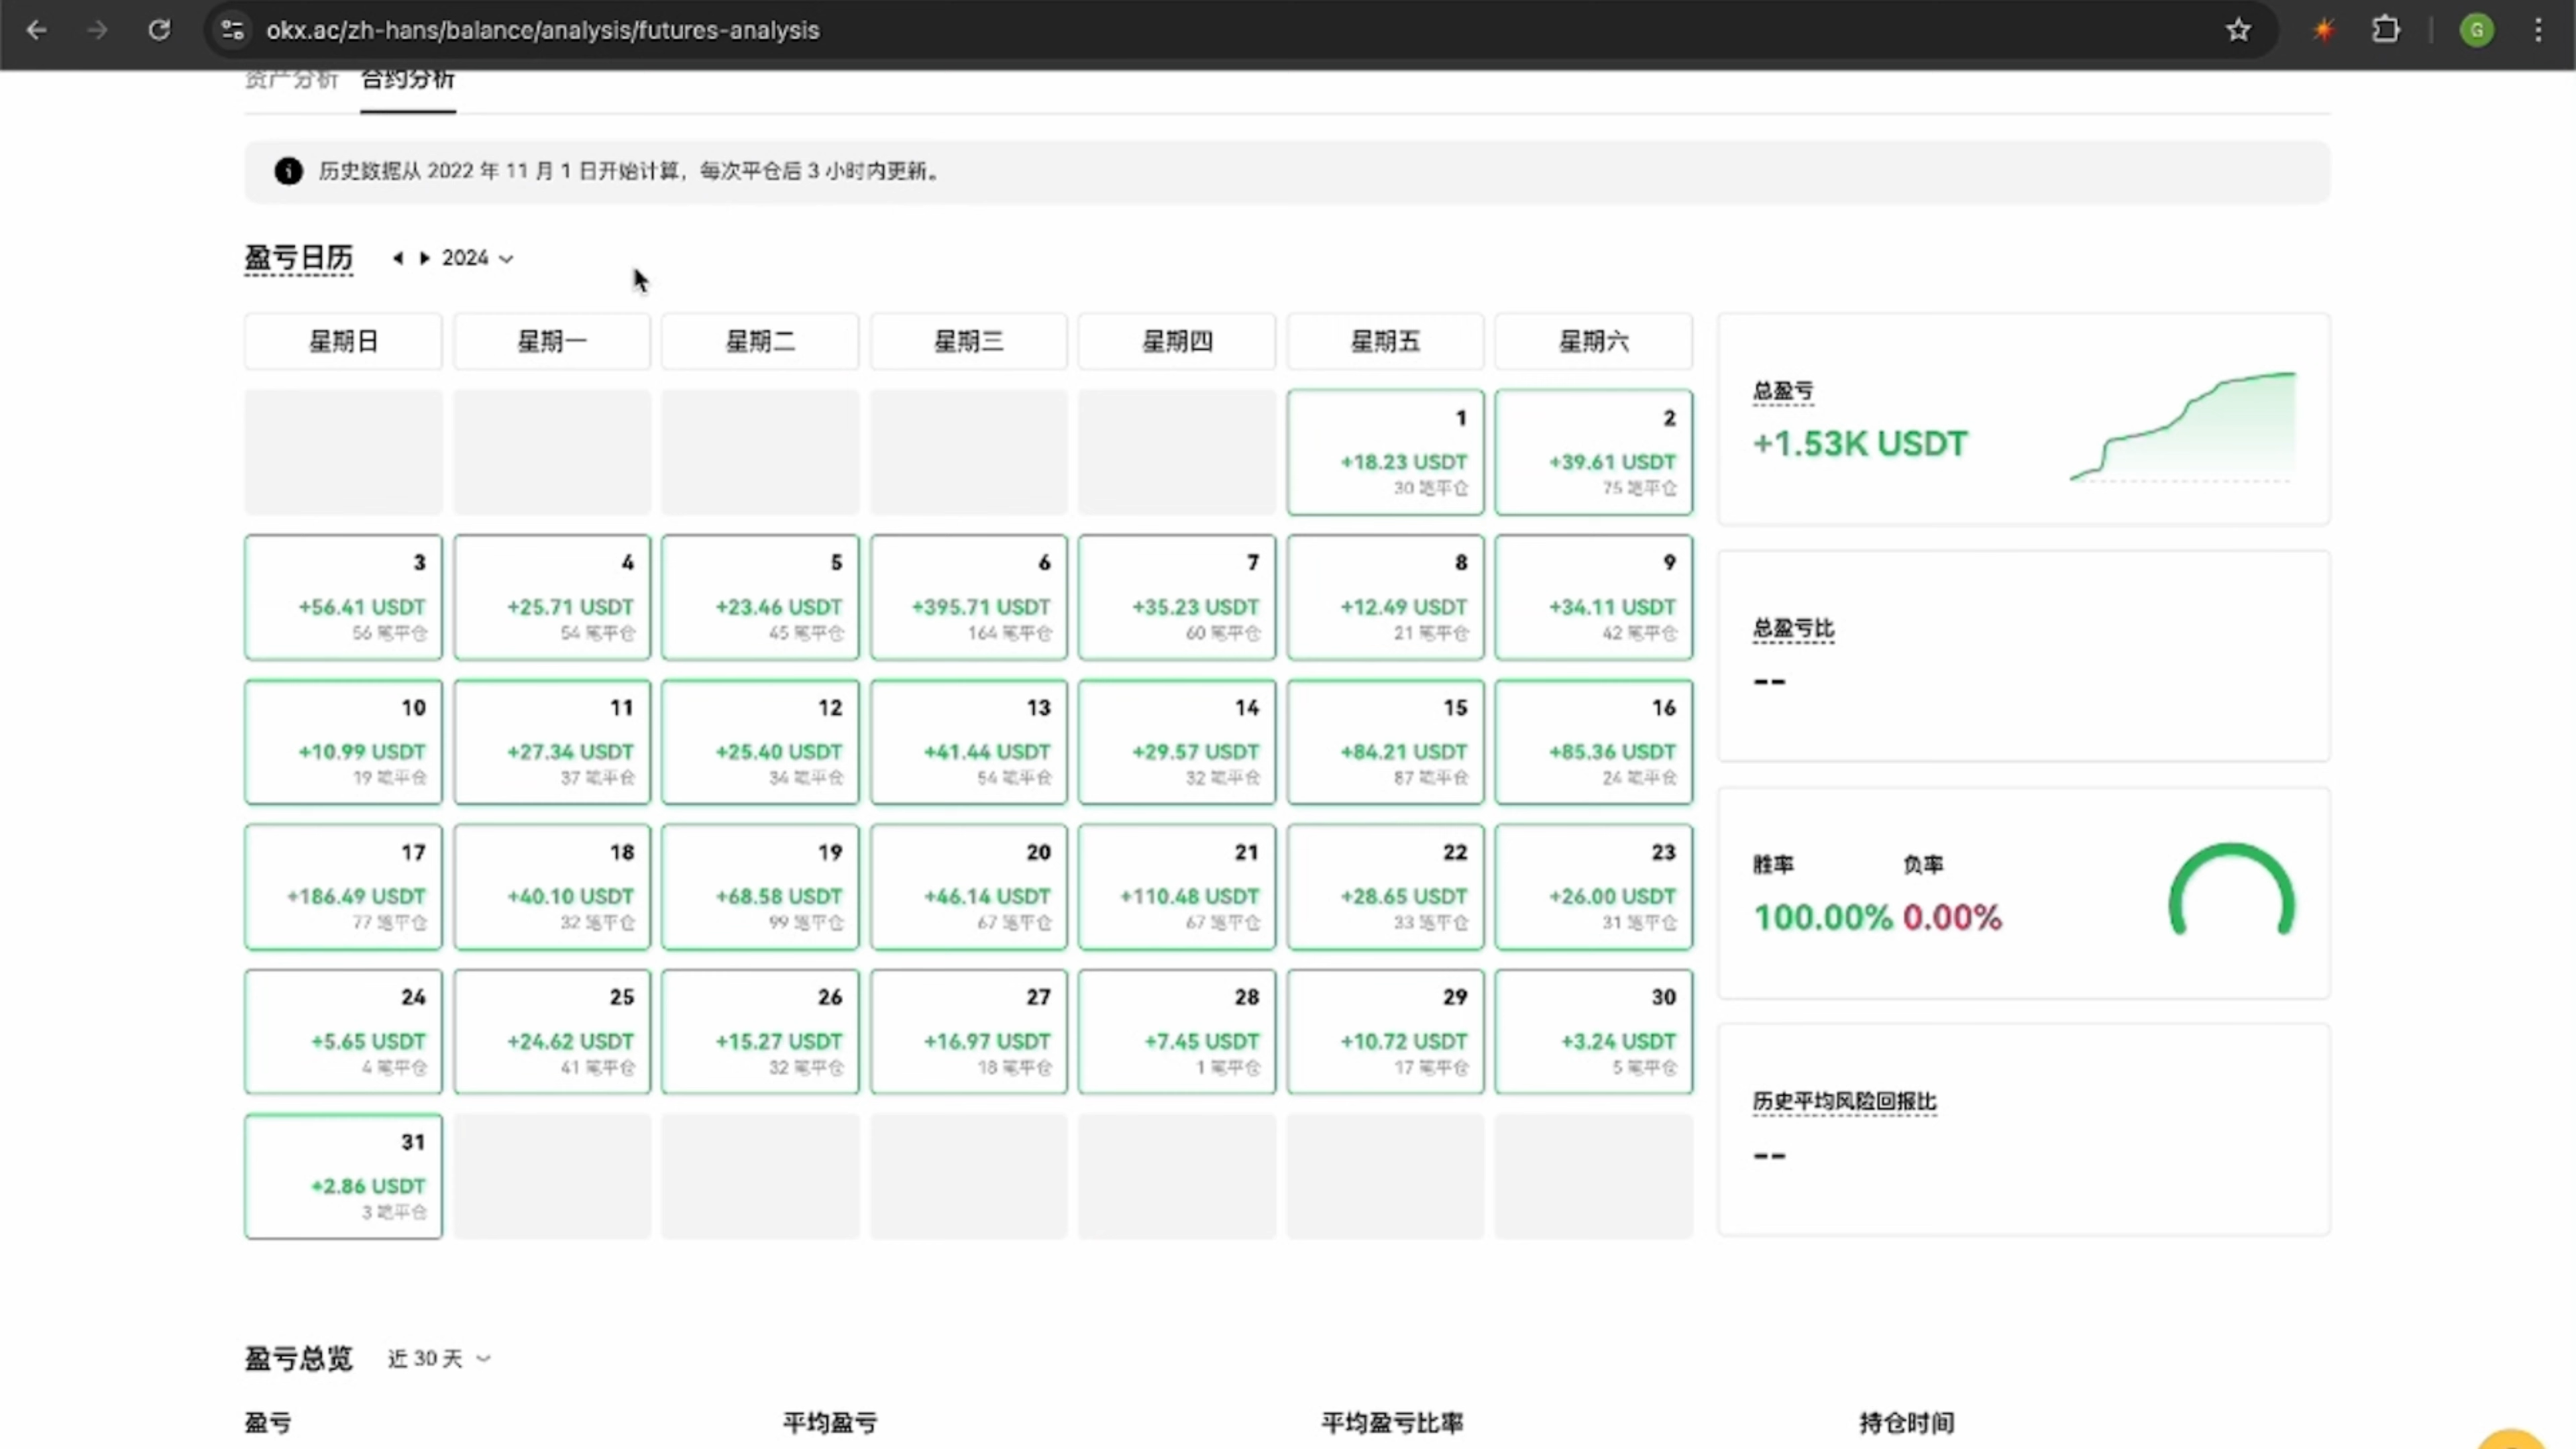 okx.ac/zh-hans/balance/analysis/futures-analysis
G
资产分析 合约分析
历史数据从 2022 年 11 月 1 日开始计算，每次平仓后 3 小时内更新。
盈亏日历 2024
星期日 星期一 星期二 星期三 星期四 星期五 星期六
1 2
+18.23 USDT +39.61 USDT
30 笔平仓 75 笔平仓
3 4 5 6 7 8 9
+56.41 USDT +25.71 USDT +23.46 USDT +395.71 USDT +35.23 USDT +12.49 USDT +34.11 USDT
56 笔平仓 54 笔平仓 45 笔平仓 164 笔平仓 60 笔平仓 21 笔平仓 42 笔平仓
10 11 12 13 14 15 16
+10.99 USDT +27.34 USDT +25.40 USDT +41.44 USDT +29.57 USDT +84.21 USDT +85.36 USDT
19 笔平仓 37 笔平仓 34 笔平仓 54 笔平仓 32 笔平仓 87 笔平仓 24 笔平仓
17 18 19 20 21 22 23
+186.49 USDT +40.10 USDT +68.58 USDT +46.14 USDT +110.48 USDT +28.65 USDT +26.00 USDT
77 笔平仓 32 笔平仓 99 笔平仓 67 笔平仓 67 笔平仓 33 笔平仓 31 笔平仓
24 25 26 27 28 29 30
+5.65 USDT +24.62 USDT +15.27 USDT +16.97 USDT +7.45 USDT +10.72 USDT +3.24 USDT
4 笔平仓 41 笔平仓 32 笔平仓 18 笔平仓 1 笔平仓 17 笔平仓 5 笔平仓
31
+2.86 USDT
3 笔平仓
总盈亏
+1.53K USDT
总盈亏比
--
胜率 负率
100.00% 0.00%
历史平均风险回报比
--
盈亏总览 近 30 天
盈亏 平均盈亏 平均盈亏比率 持仓时间